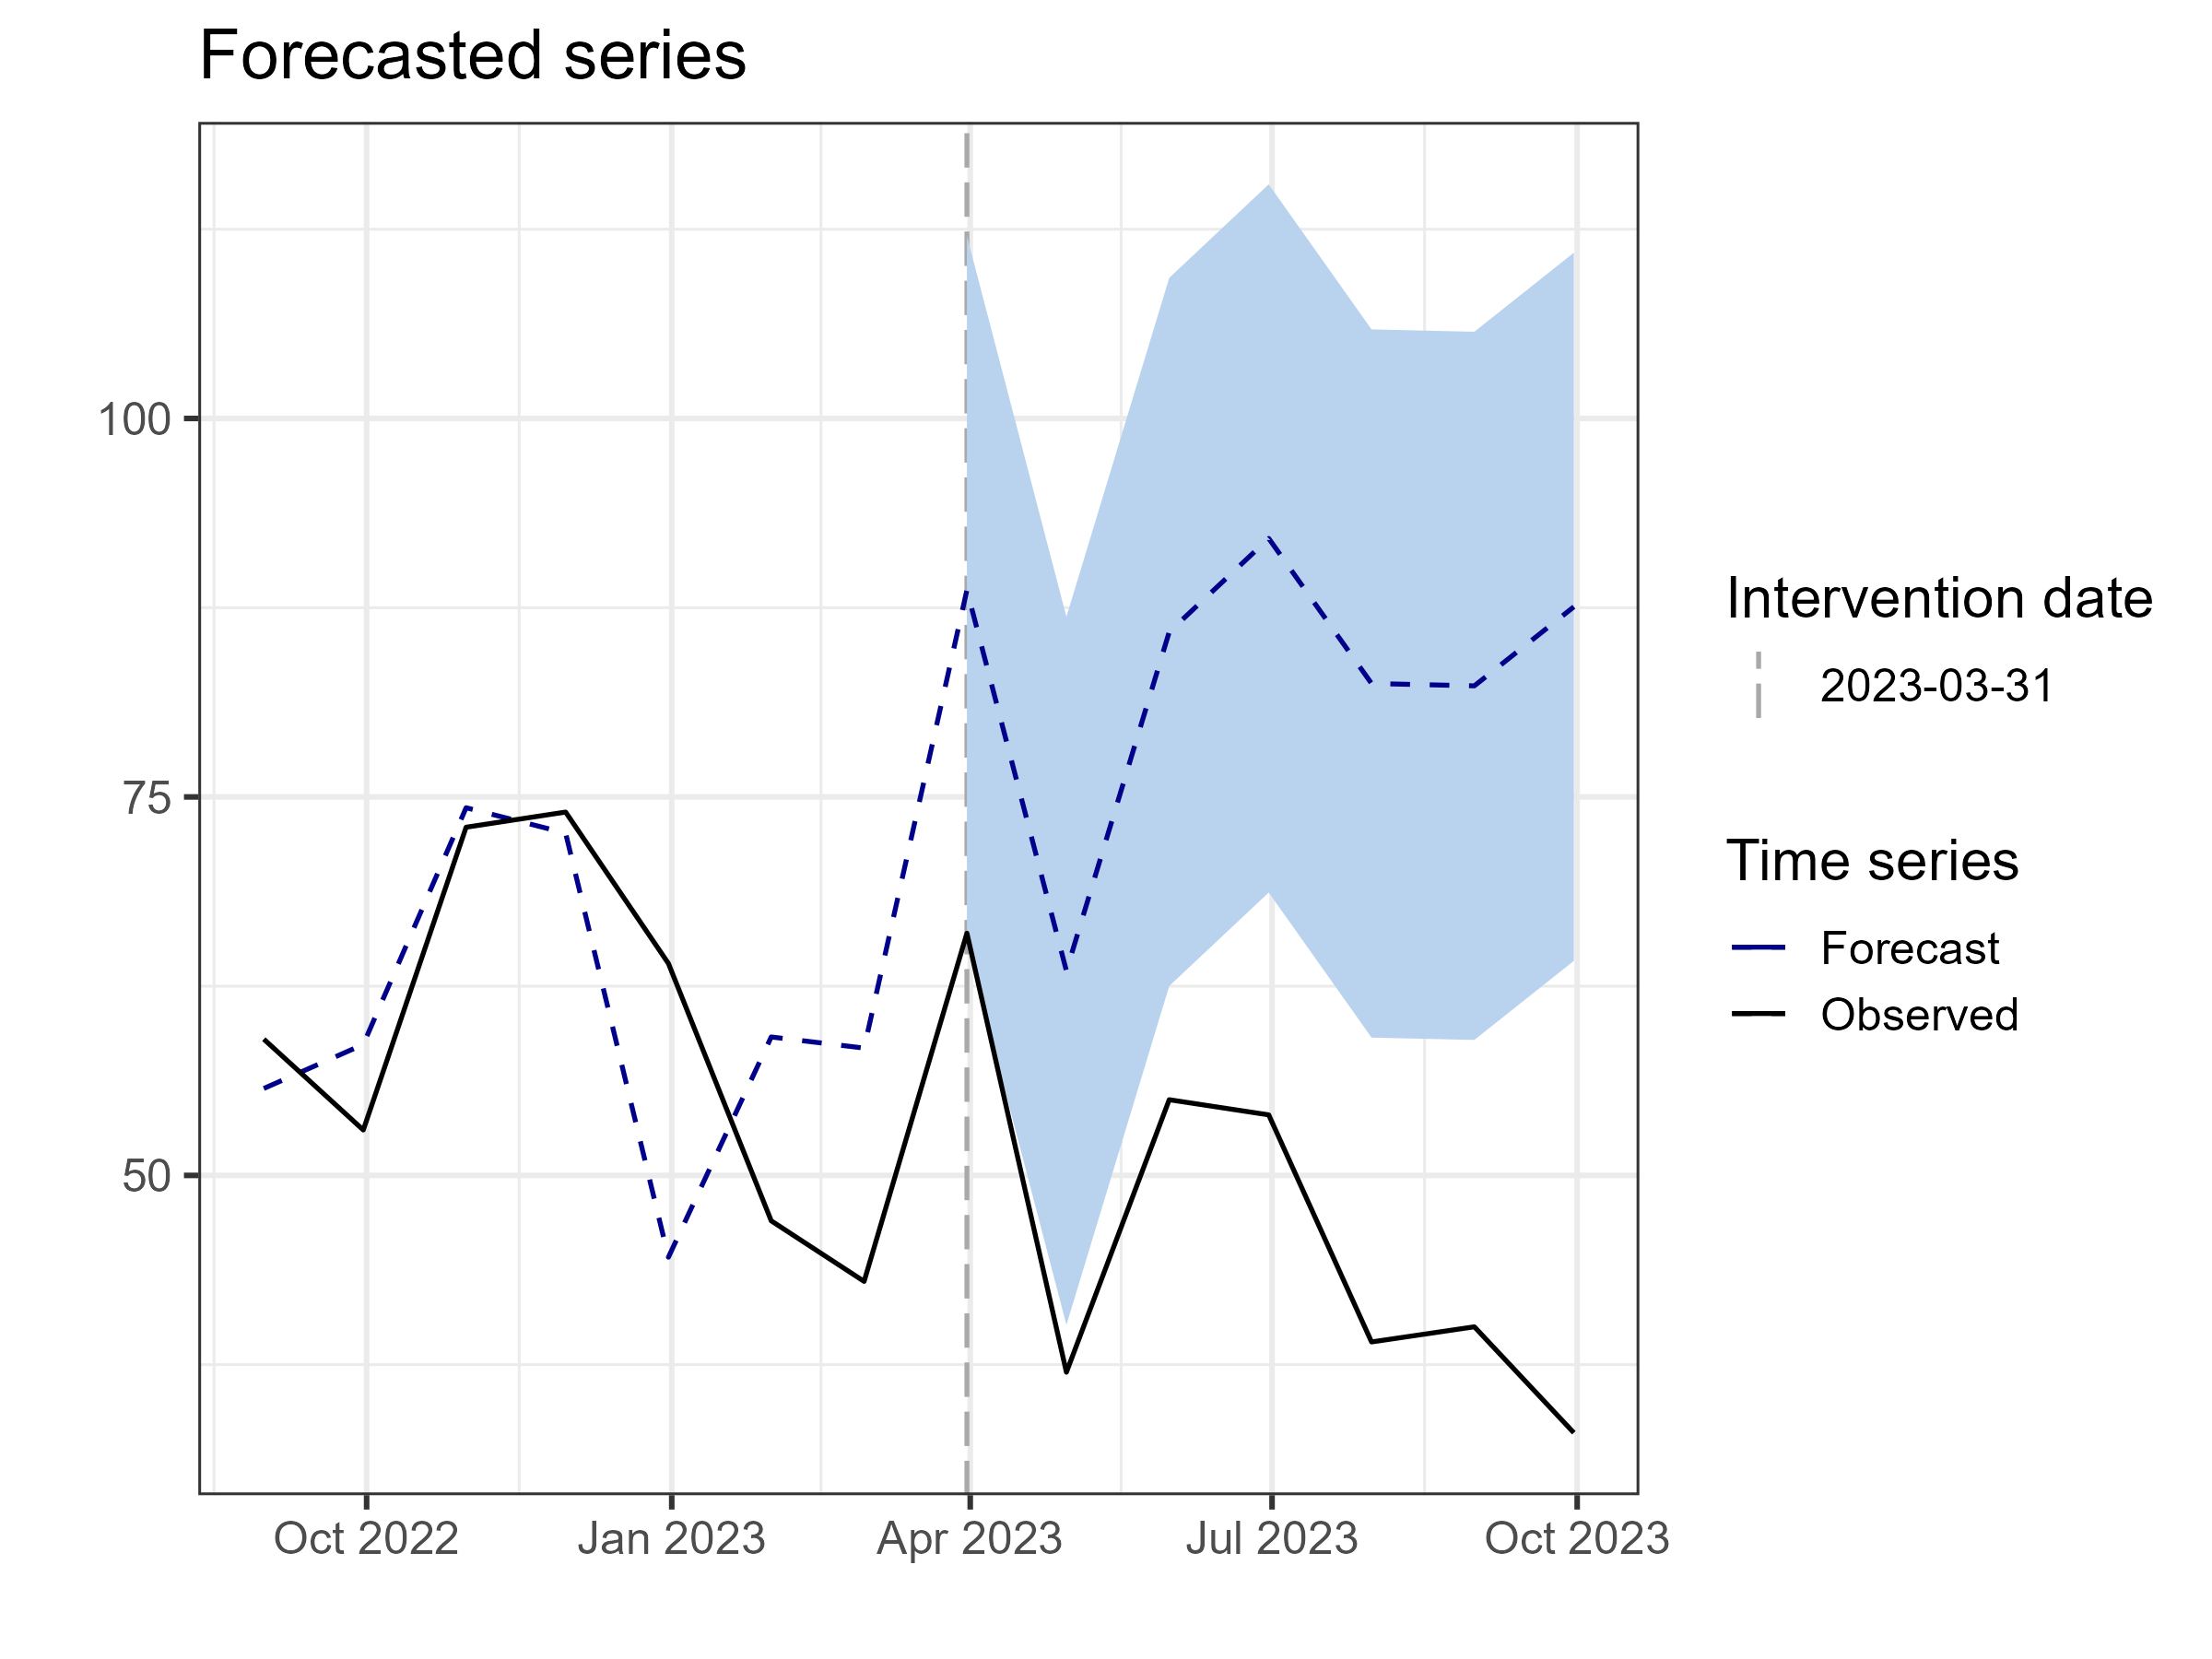 Forecasted series
100
75
50
Oct 2022 Jan 2023 Apr 2023 Jul 2023 Oct 2023
Intervention date
2023-03-31
Time series
Forecast
Observed